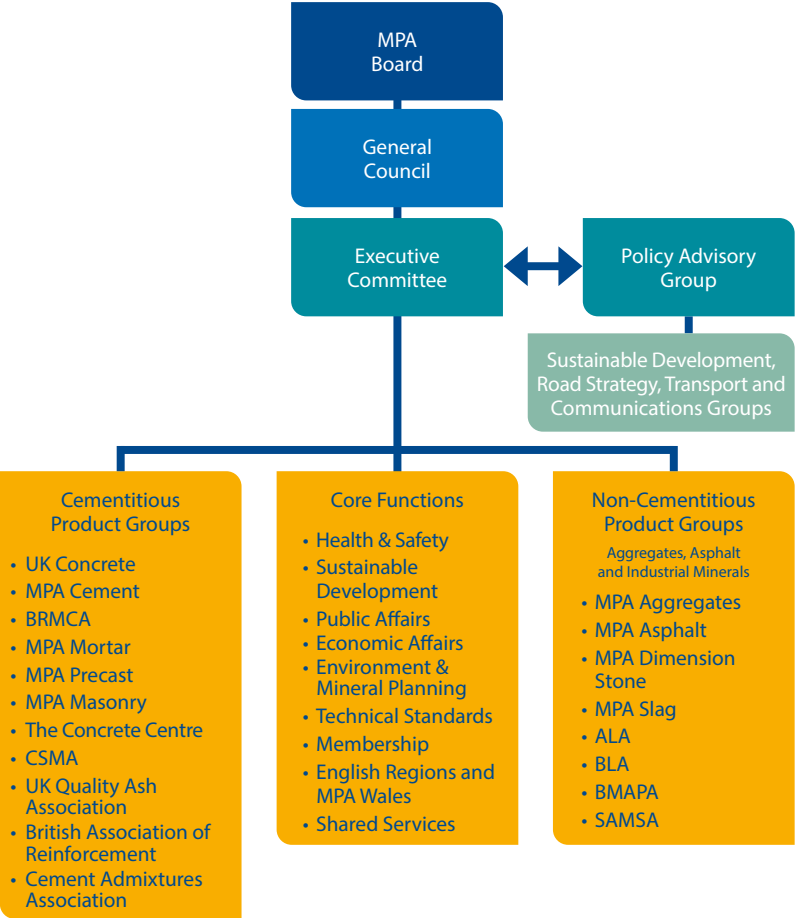 MPA
Board
General
Council
Executive
Committee
Policy Advisory
Group
Sustainable Development,
Road Strategy, Transport and
Communications Groups
Cementitious
Product Groups
• UK Concrete
• MPA Cement
• BRMCA
• MPA Mortar
• MPA Precast
• MPA Masonry
• The Concrete Centre
• CSMA
• UK Quality Ash
Association
• British Association of
Reinforcement
• Cement Admixtures
Association
Core Functions
• Health & Safety
• Sustainable
Development
• Public Affairs
• Economic Affairs
• Environment &
Mineral Planning
• Technical Standards
• Membership
• English Regions and
MPA Wales
• Shared Services
Non-Cementitious
Product Groups
Aggregates, Asphalt
and Industrial Minerals
• MPA Aggregates
• MPA Asphalt
• MPA Dimension
Stone
• MPA Slag
• ALA
• BLA
• BMAPA
• SAMSA